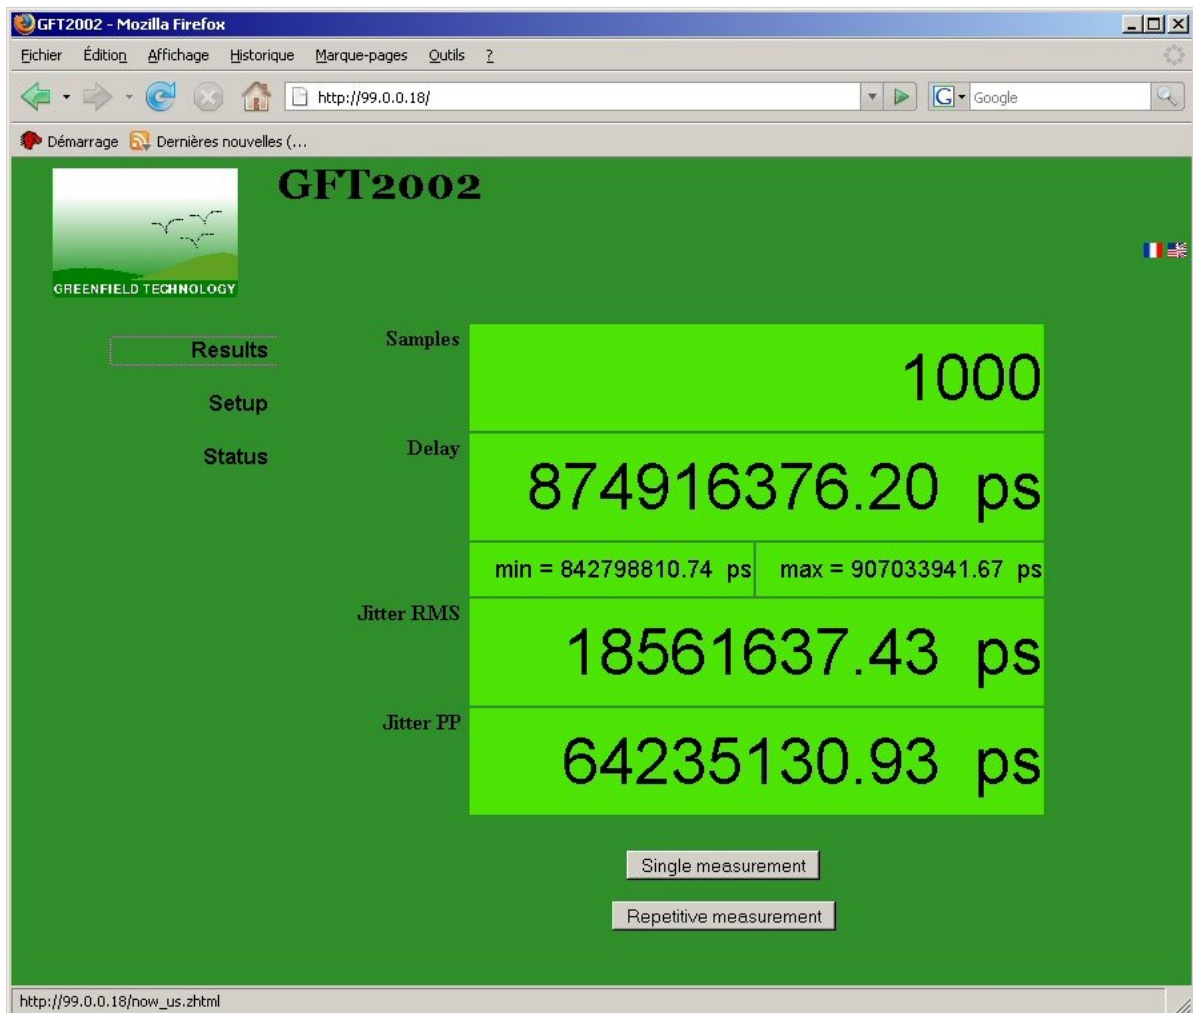 GFT2002 - Mozilla Firefox
Fichier Édition Affichage Historique Marque-pages Outils ?
http://99.0.0.18/
G Google
Démarrage Dernières nouvelles (...
GFT2002
GREENFIELD TECHNOLOGY
Results
Setup
Status
Samples
1000
Delay
874916376.20 ps
min = 842798810.74 ps max = 907033941.67 ps
Jitter RMS
18561637.43 ps
Jitter PP
64235130.93 ps
Single measurement
Repetitive measurement
http://99.0.0.18/now_us.zhtml